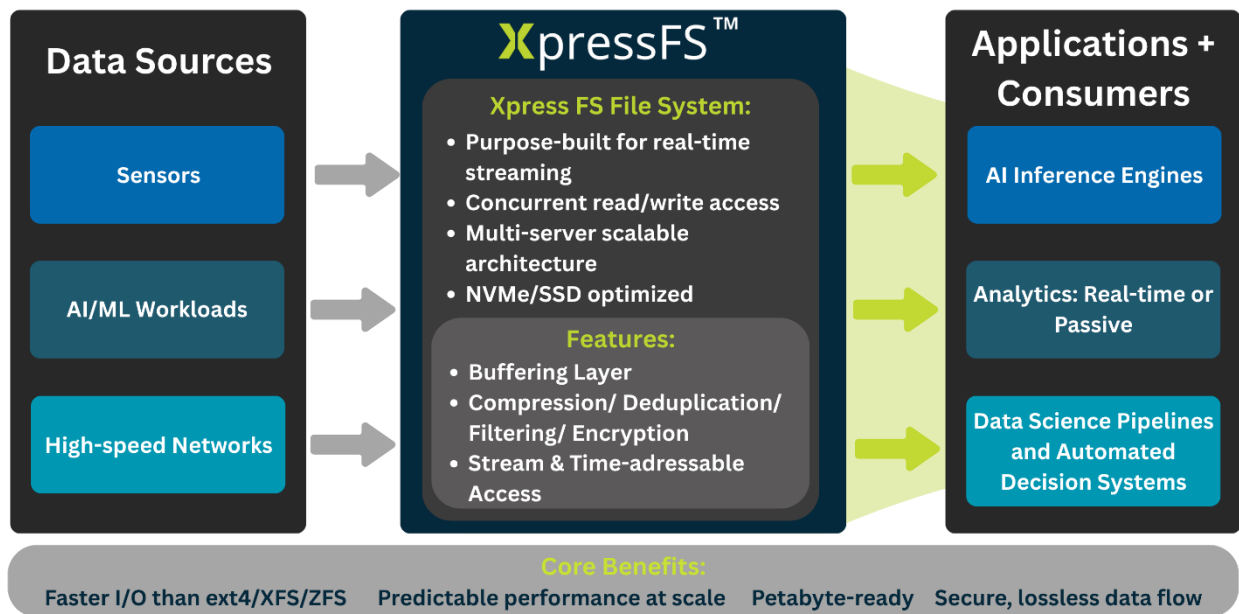 Data Sources
Sensors
AI/ML Workloads
High-speed Networks
XpressFS™
Xpress FS File System:
• Purpose-built for real-time
streaming
• Concurrent read/write access
• Multi-server scalable
architecture
• NVMe/SSD optimized
Features:
• Buffering Layer
• Compression/ Deduplication/
Filtering/ Encryption
• Stream & Time-adressable
Access
Applications +
Consumers
AI Inference Engines
Analytics: Real-time or
Passive
Data Science Pipelines
and Automated
Decision Systems
Core Benefits:
Faster I/O than ext4/XFS/ZFS Predictable performance at scale Petabyte-ready Secure, lossless data flow